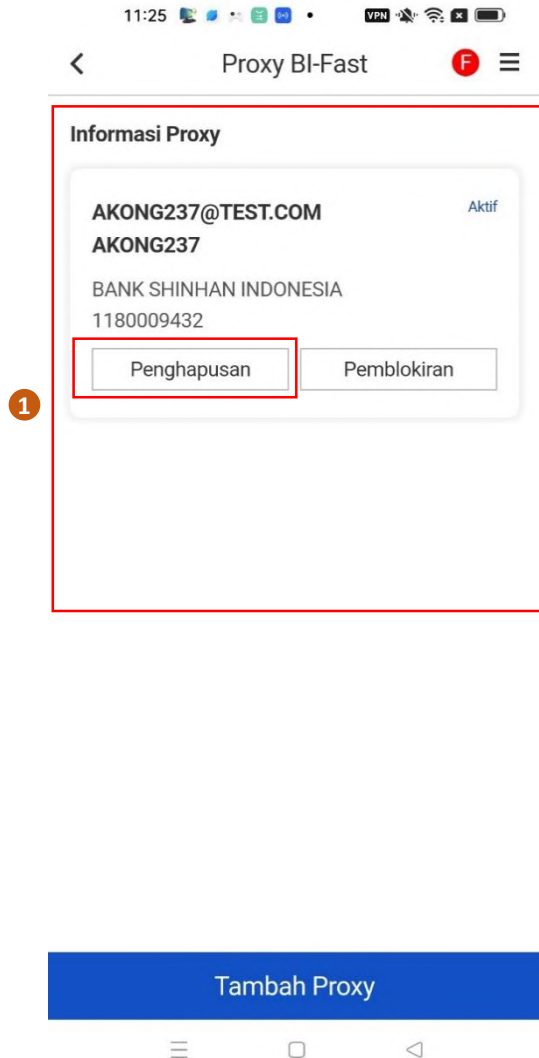 11:25
VPN
Proxy BI-Fast
F
Informasi Proxy
AKONG237@TEST.COM
Aktif
AKONG237
BANK SHINHAN INDONESIA
1180009432
Penghapusan
Pemblokiran
1
Tambah Proxy